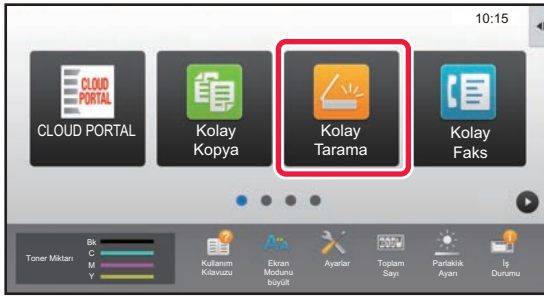 10:15
CLOUD
PORTAL
CLOUD PORTAL
Kolay
Kopya
Kolay
Tarama
Kolay
Faks
Toner Miktarı
Bk
C
M
Y
Kullanım
Kılavuzu
Ekran
Modunu
büyült
Ayarlar
Toplam
Sayı
Parlaklık
Ayarı
İş
Durumu